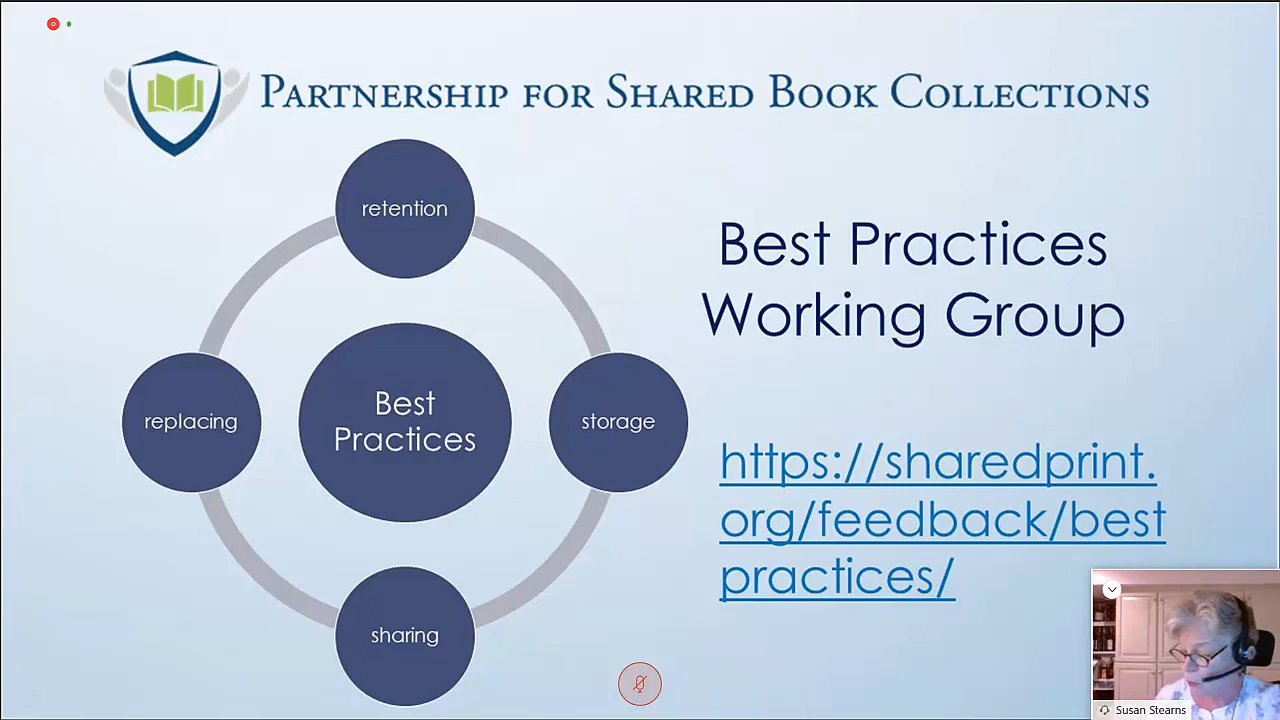 PARTNERSHIP FOR SHARED BOOK COLLECTIONS
retention
Best
Practices
replacing
storage
sharing
Best Practices
Working Group
https://sharedprint.
org/feedback/best
practices/
Susan Stearns